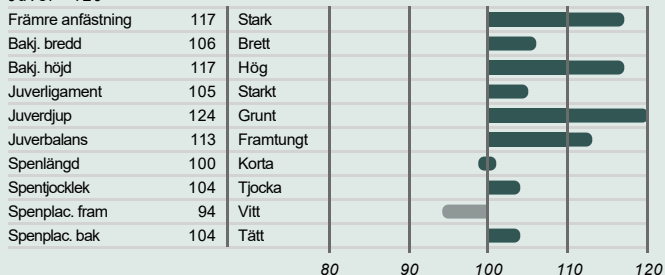 Främre anfästning 117 Stark
Bakj. bredd 106 Brett
Bakj. höjd 117 Hög
Juverligament 105 Starkt
Juverdjup 124 Grunt
Juverbalans 113 Framtungt
Spenlängd 100 Korta
Spentjocklek 104 Tjocka
Spenplac. fram 94 Vitt
Spenplac. bak 104 Tätt
80 90 100 110 120